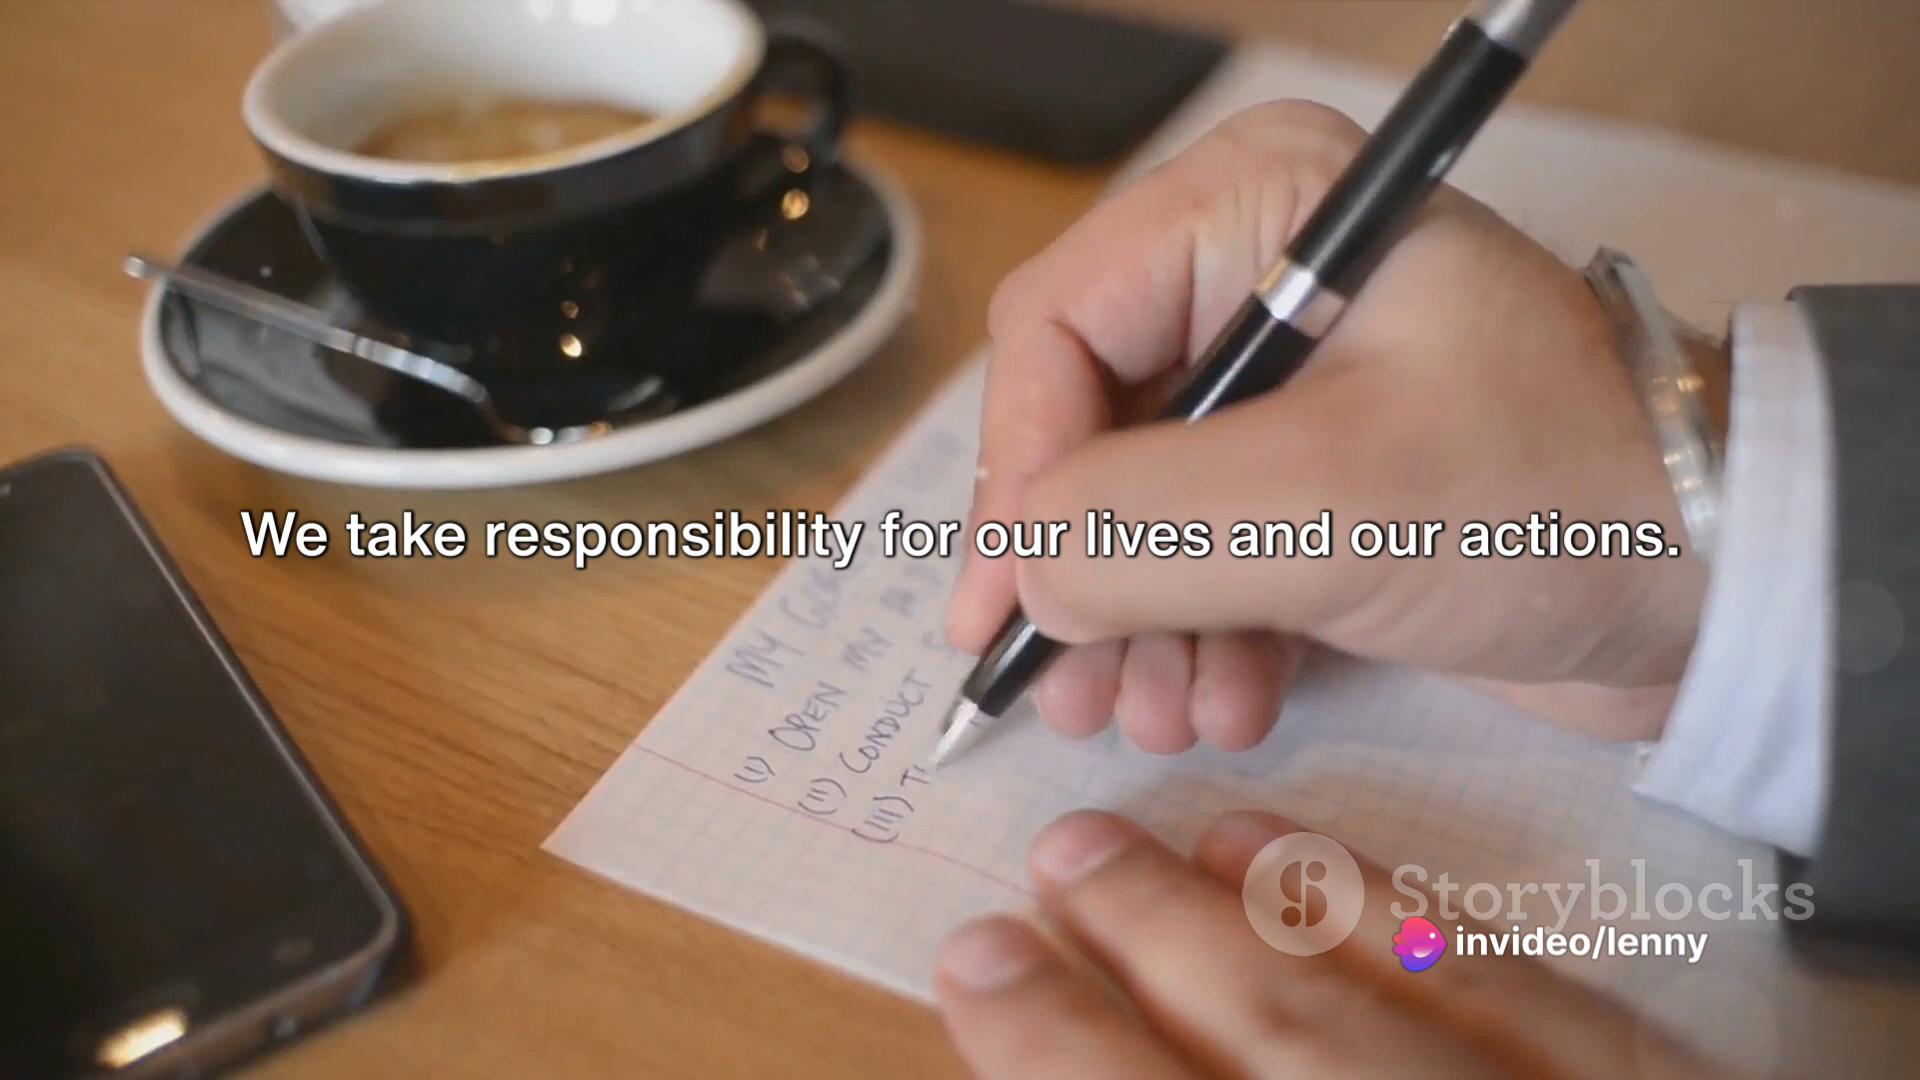 We take responsibility for our lives and our actions.
MY
(I) OPEN MY
(II) CONDUCT
(III) T
Storyblocks
invideo/lenny